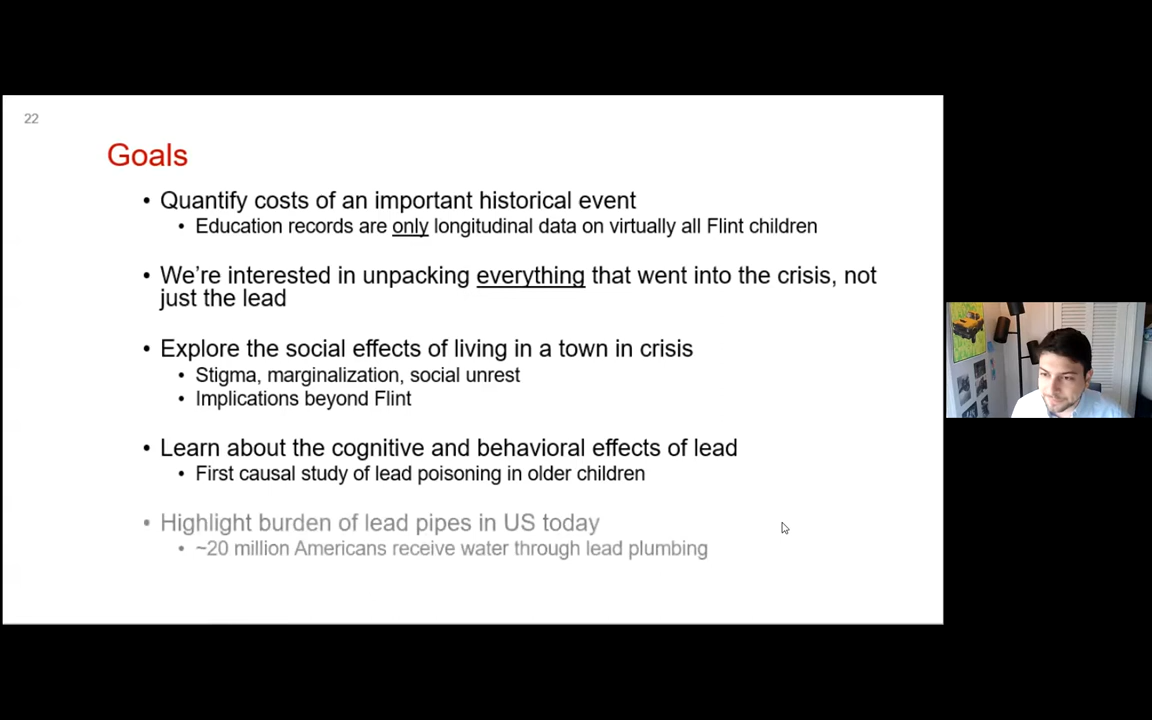 22
Goals
• Quantify costs of an important historical event
• Education records are only longitudinal data on virtually all Flint children
• We're interested in unpacking everything that went into the crisis, not
just the lead
• Explore the social effects of living in a town in crisis
• Stigma, marginalization, social unrest
• Implications beyond Flint
• Learn about the cognitive and behavioral effects of lead
• First causal study of lead poisoning in older children
• Highlight burden of lead pipes in US today
• ~20 million Americans receive water through lead plumbing